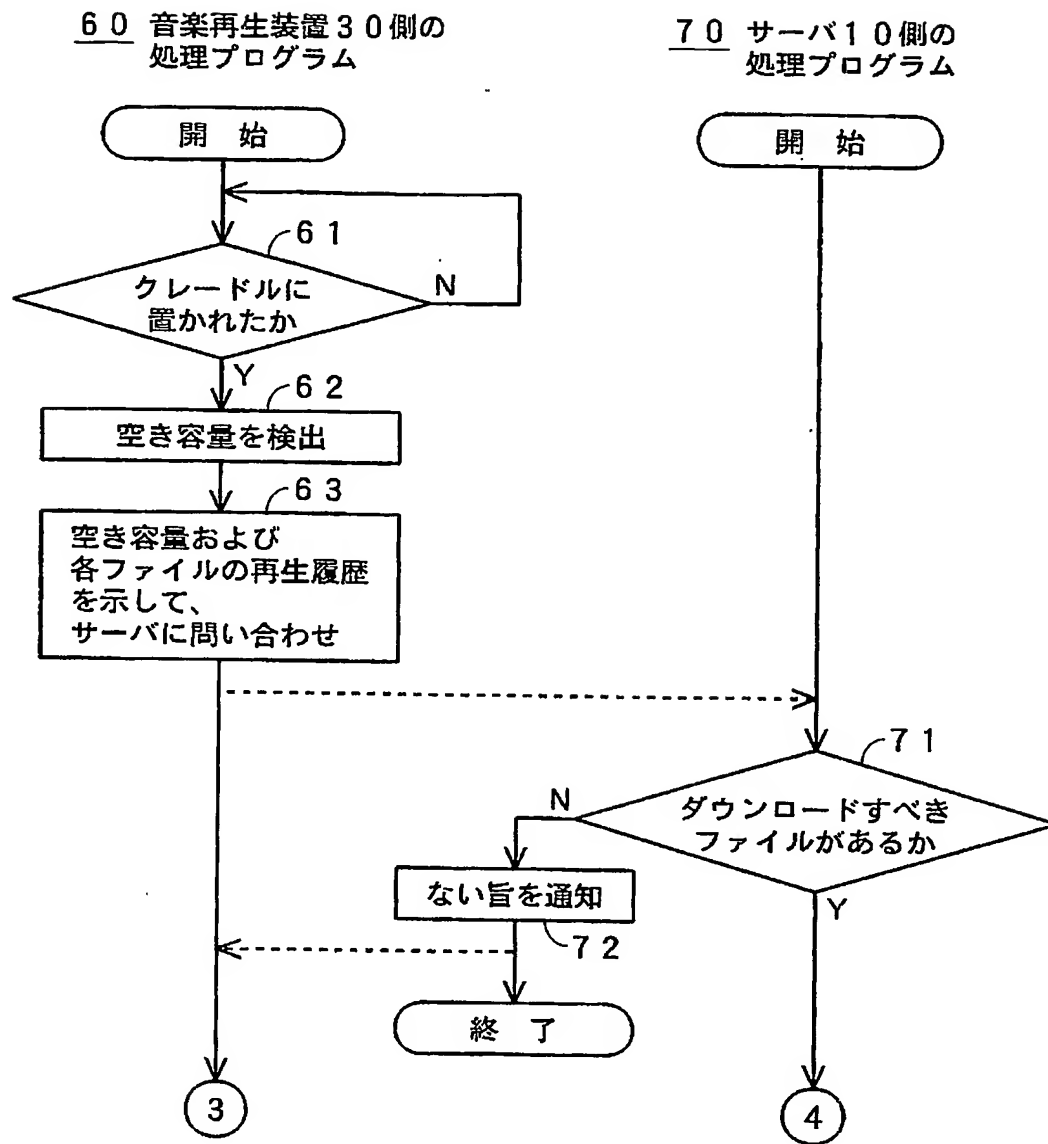 60 音楽再生装置30側の
処理プログラム
70 サーバ10側の
処理プログラム
開 始
開 始
61
クレードルに
置かれたか
N
Y
62
空き容量を検出
63
空き容量および
各ファイルの再生履歴
を示して、
サーバに問い合わせ
71
ダウンロードすべき
ファイルがあるか
N
Y
ない旨を通知
72
終 了
3
4